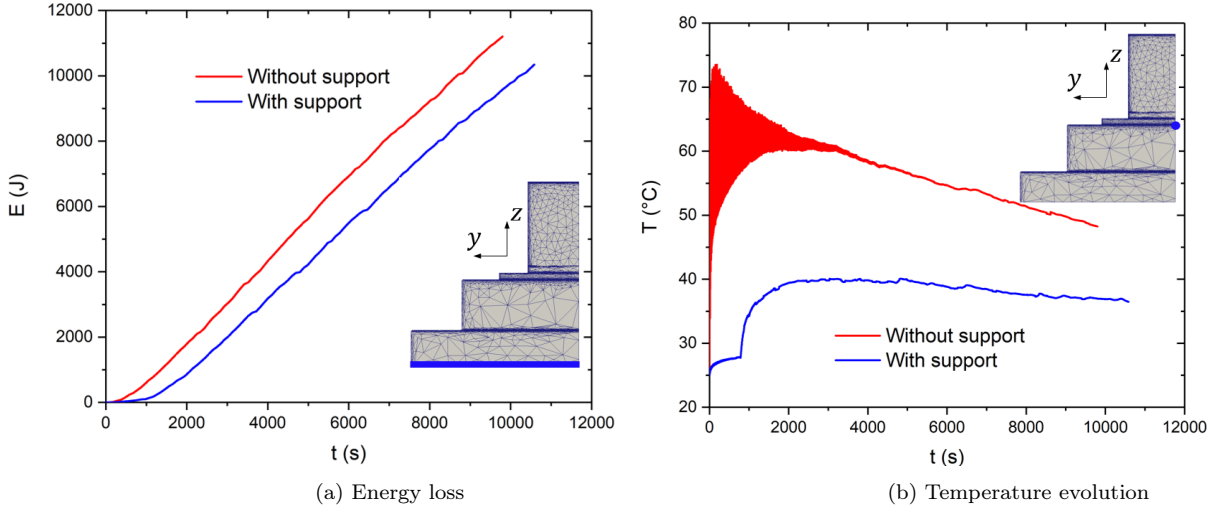 12000
10000
8000
6000
4000
2000
0
E (J)
Without support
With support
z
y
0 2000 4000 6000 8000 10000 12000
t (s)
(a) Energy loss
80
70
60
50
40
30
20
T (°C)
z
y
Without support
With support
0 2000 4000 6000 8000 10000 12000
t (s)
(b) Temperature evolution